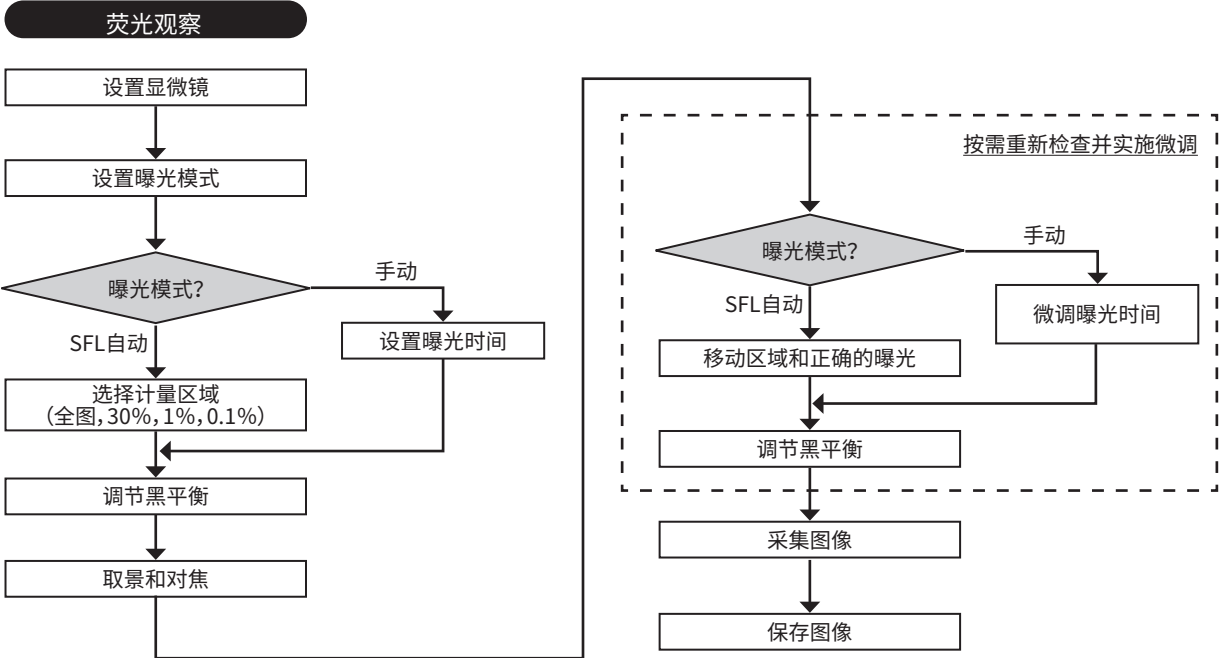 荧光观察
设置显微镜
设置曝光模式
曝光模式？
手动
SFL自动
设置曝光时间
选择计量区域
（全图，30%，1%，0.1%）
调节黑平衡
取景和对焦
按需重新检查并实施微调
曝光模式？
手动
SFL自动
微调曝光时间
移动区域和正确的曝光
调节黑平衡
采集图像
保存图像